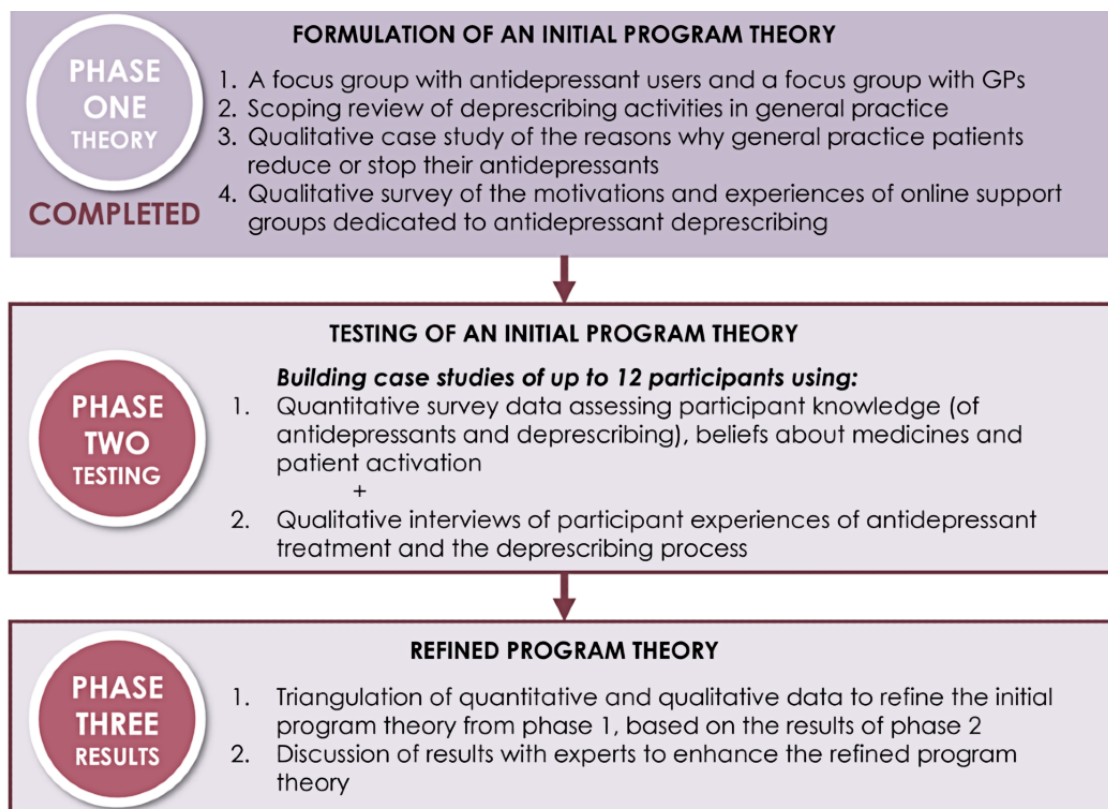 FORMULATION OF AN INITIAL PROGRAM THEORY
PHASE
ONE
THEORY
COMPLETED
1. A focus group with antidepressant users and a focus group with GPs
2. Scoping review of deprescribing activities in general practice
3. Qualitative case study of the reasons why general practice patients
reduce or stop their antidepressants
4. Qualitative survey of the motivations and experiences of online support
groups dedicated to antidepressant deprescribing
TESTING OF AN INITIAL PROGRAM THEORY
PHASE
TWO
TESTING
Building case studies of up to 12 participants using:
1. Quantitative survey data assessing participant knowledge (of
antidepressants and deprescribing), beliefs about medicines and
patient activation
+
2. Qualitative interviews of participant experiences of antidepressant
treatment and the deprescribing process
REFINED PROGRAM THEORY
PHASE
THREE
RESULTS
1. Triangulation of quantitative and qualitative data to refine the initial
program theory from phase 1, based on the results of phase 2
2. Discussion of results with experts to enhance the refined program
theory